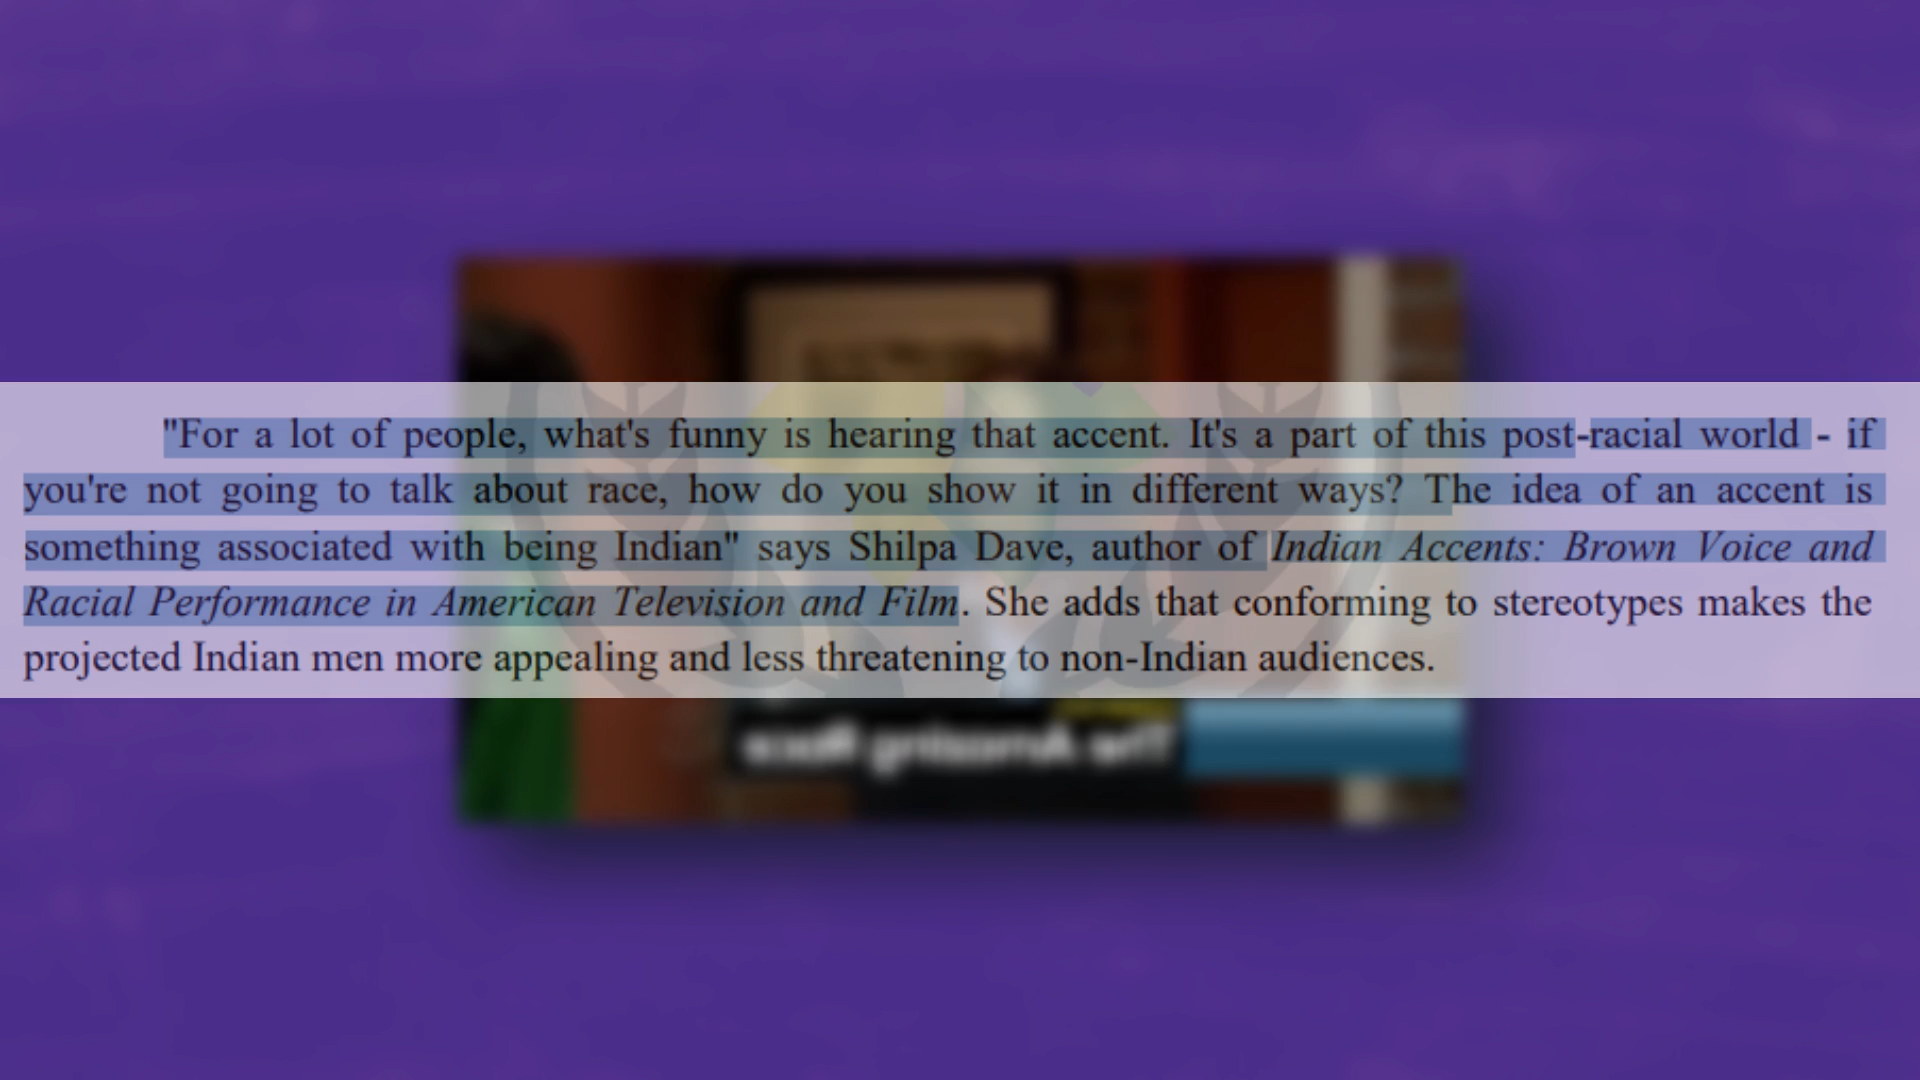 "For a lot of people, what's funny is hearing that accent. It's a part of this post-racial world - if
you're not going to talk about race, how do you show it in different ways? The idea of an accent is
something associated with being Indian" says Shilpa Dave, author of Indian Accents: Brown Voice and
Racial Performance in American Television and Film. She adds that conforming to stereotypes makes the
projected Indian men more appealing and less threatening to non-Indian audiences.
The Amazing Race